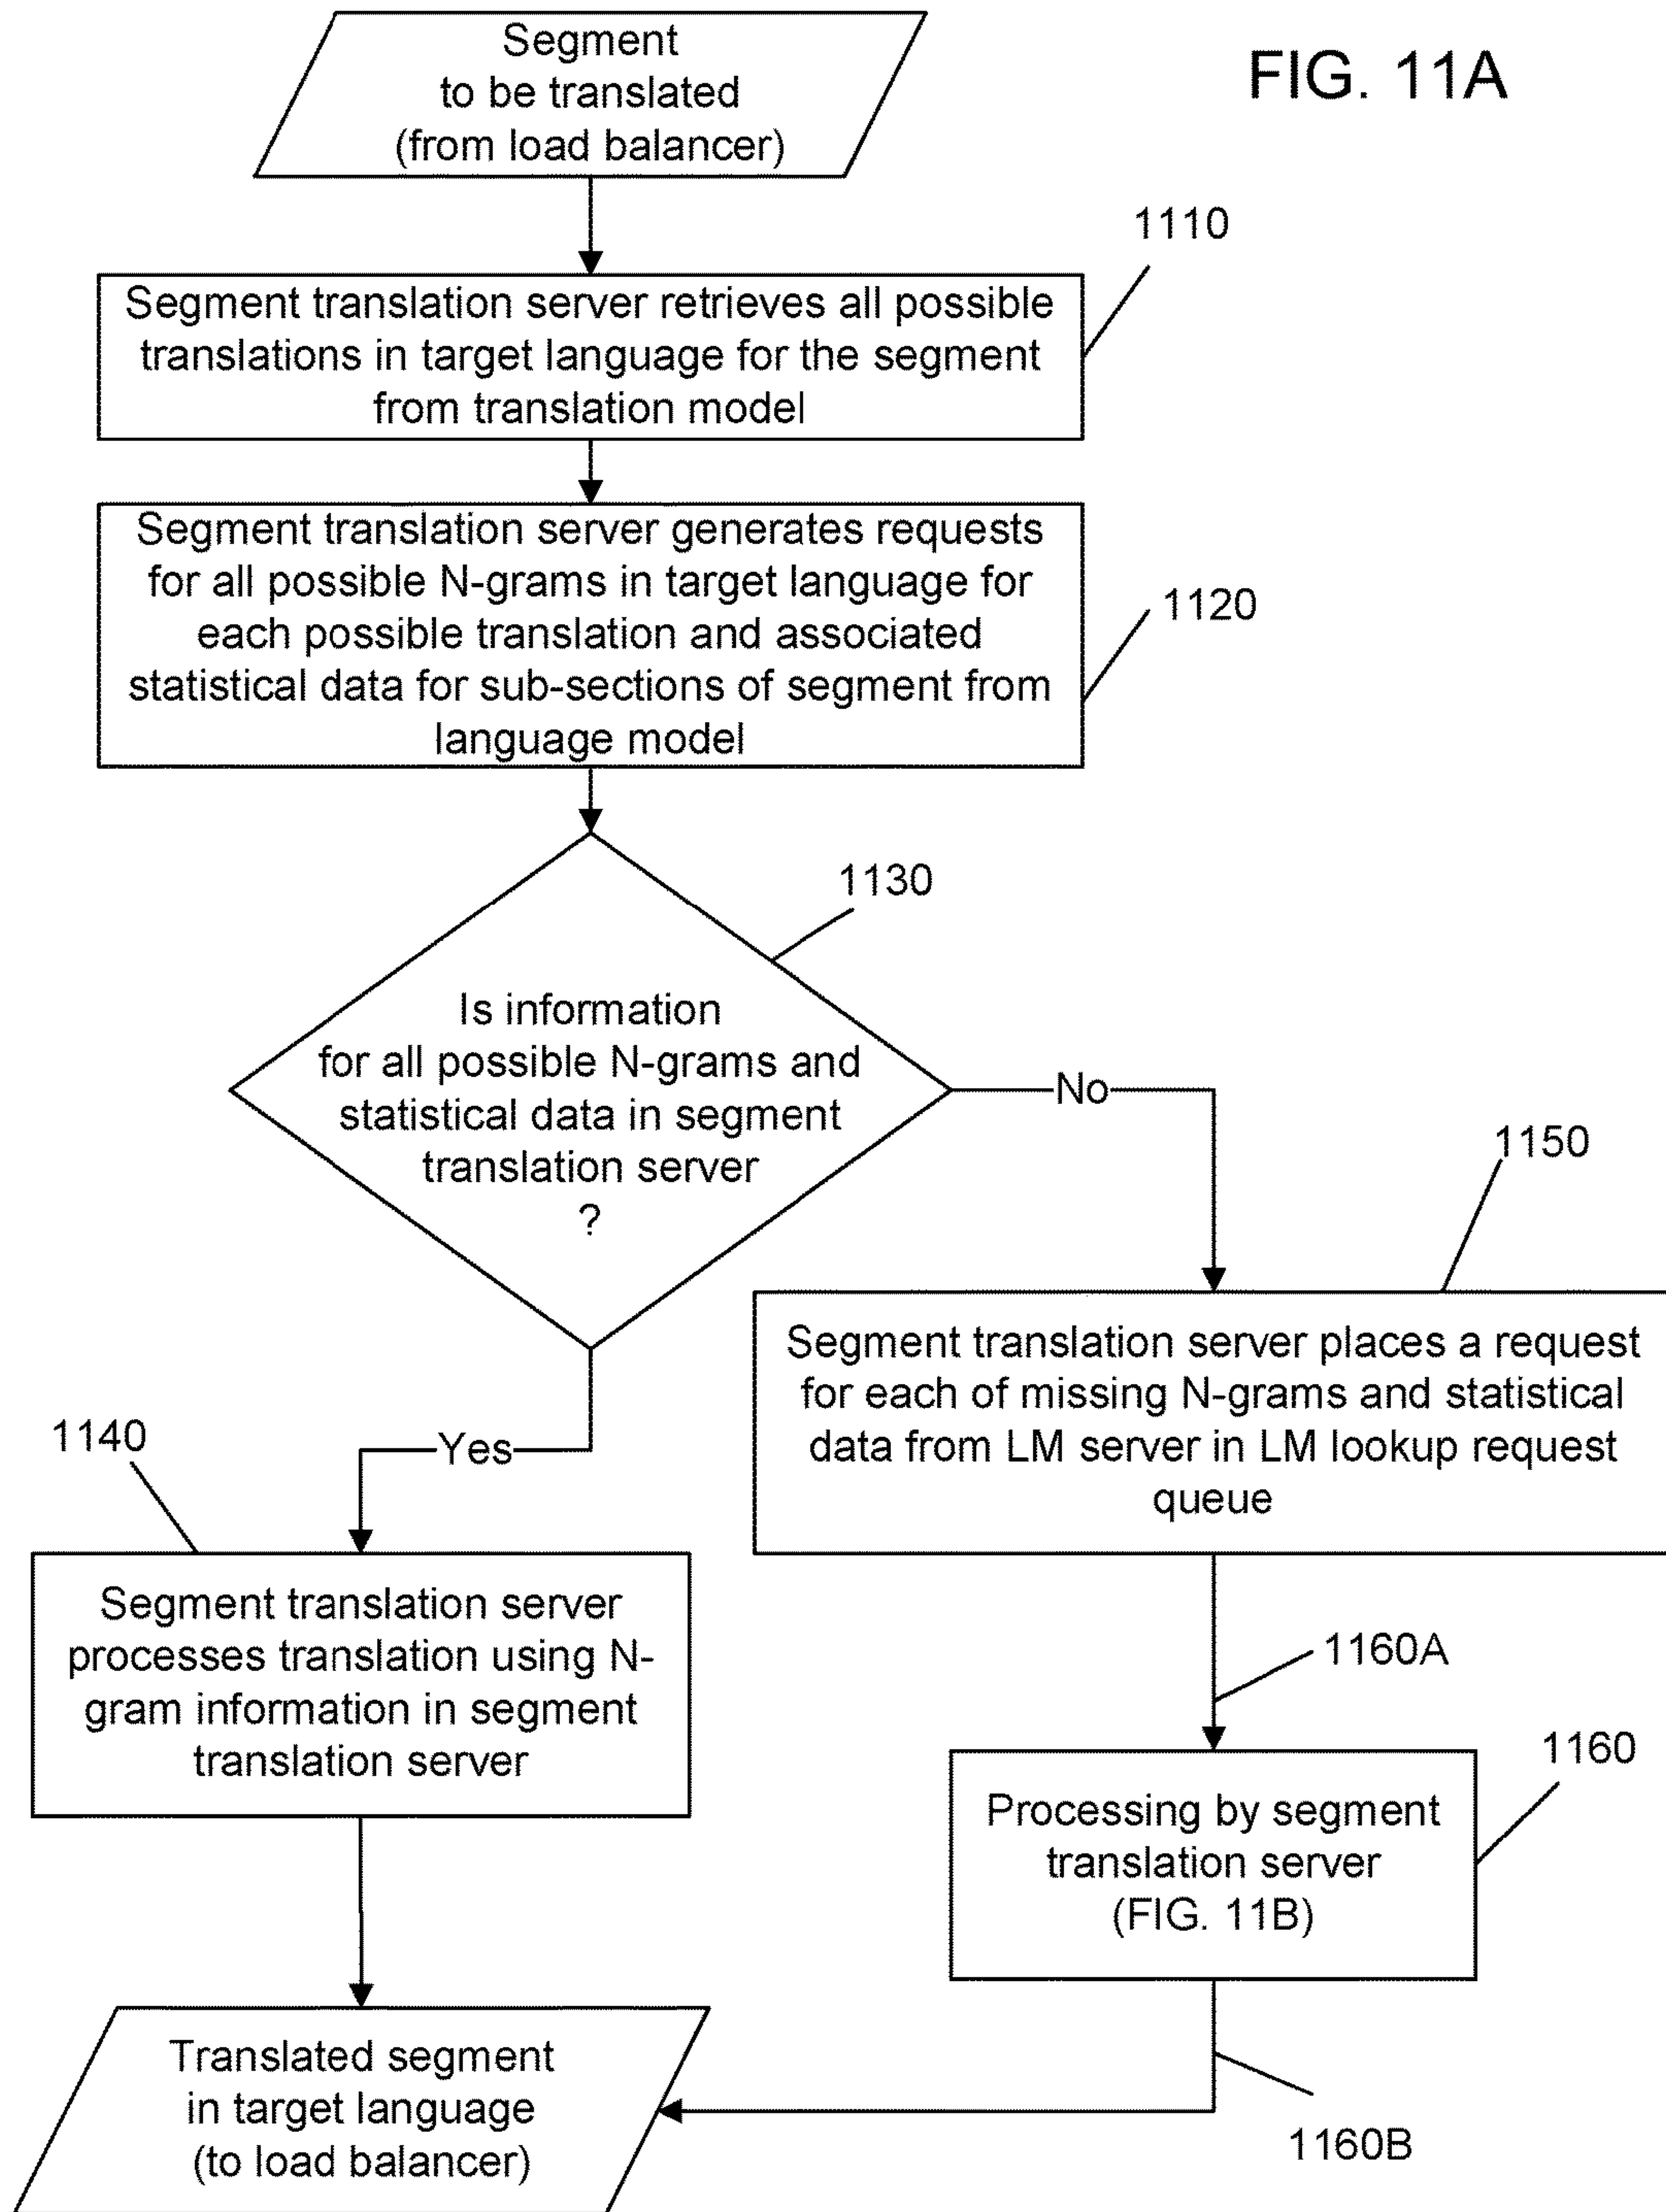 Segment
to be translated
(from load balancer)
FIG. 11A
1110
Segment translation server retrieves all possible
translations in target language for the segment
from translation model
Segment translation server generates requests
for all possible N-grams in target language for
each possible translation and associated
statistical data for sub-sections of segment from
language model
1120
1130
Is information
for all possible N-grams and
statistical data in segment
translation server
?
No
1150
Segment translation server places a request
for each of missing N-grams and statistical
data from LM server in LM lookup request
queue
Yes
1140
Segment translation server
processes translation using N-
gram information in segment
translation server
1160A
1160
Processing by segment
translation server
(FIG. 11B)
Translated segment
in target language
(to load balancer)
1160B